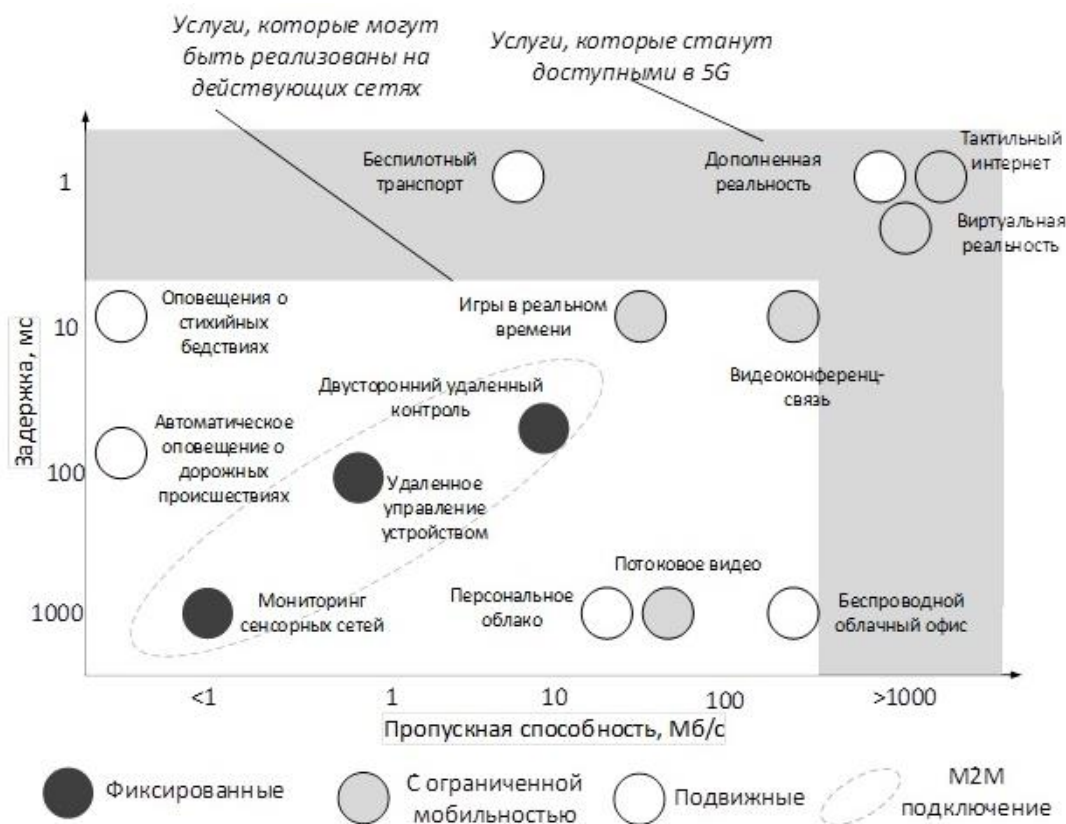 Услуги, которые могут
быть реализованы на
действующих сетях
Услуги, которые станут
доступными в 5G
Задержка, мс
1
10
100
1000
Беспилотный
транспорт
Дополненная
реальность
Тактильный
интернет
Виртуальная
реальность
Оповещения о
стихийных
бедствиях
Игры в реальном
времени
Видеоконференц-
связь
Двусторонний удаленный
контроль
Автоматическое
оповещение о
дорожных
происшествиях
Удаленное
управление
устройством
Мониторинг
сенсорных сетей
Персональное
облако
Потоковое видео
Беспроводной
облачный офис
<1
1
10
100
>1000
Пропускная способность, Мб/с
Фиксированные
С ограниченной
мобильностью
Подвижные
M2M
подключение